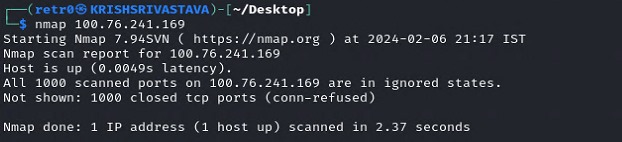 ┌──(retr0㉿KRISHSRIVASTAVA)-[~/Desktop]
└─$ nmap 100.76.241.169
Starting Nmap 7.94SVN ( https://nmap.org ) at 2024-02-06 21:17 IST
Nmap scan report for 100.76.241.169
Host is up (0.0049s latency).
All 1000 scanned ports on 100.76.241.169 are in ignored states.
Not shown: 1000 closed tcp ports (conn-refused)
Nmap done: 1 IP address (1 host up) scanned in 2.37 seconds